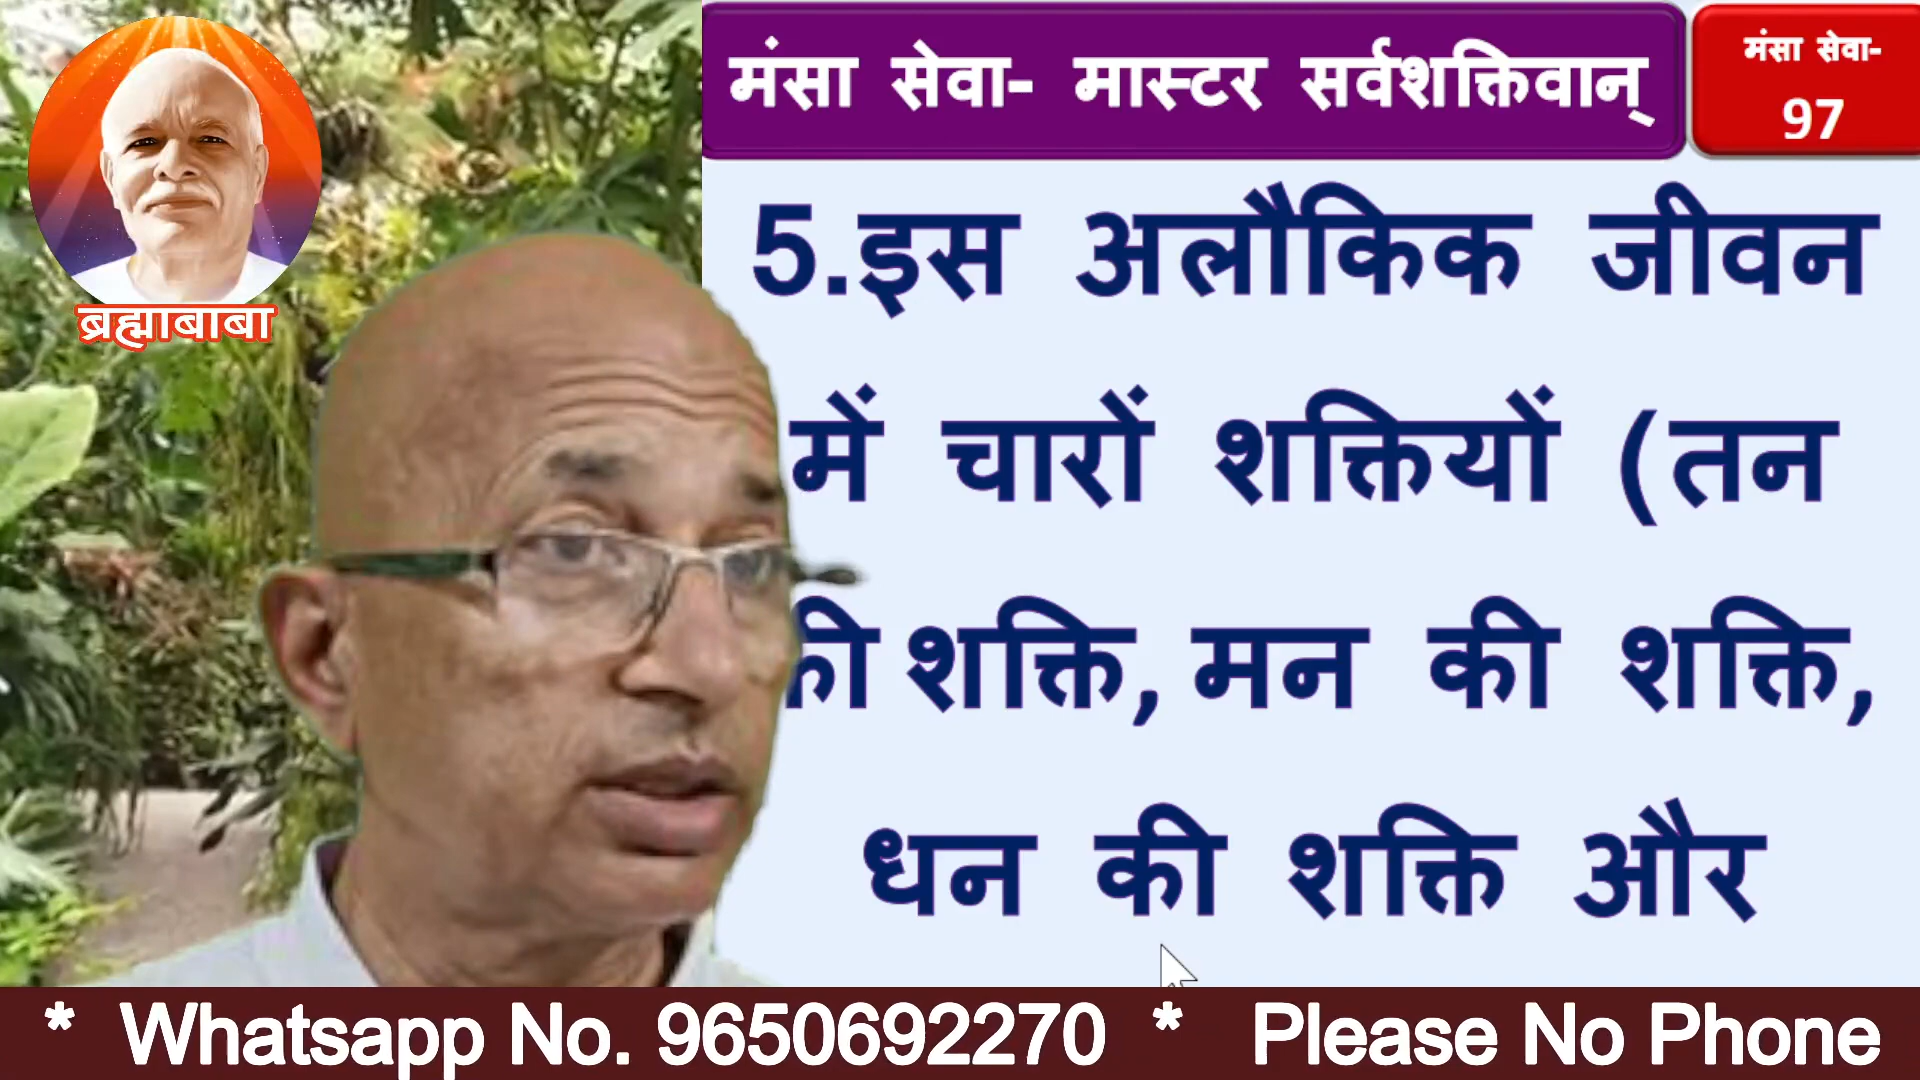 ब्रह्माबाबा
मंसा सेवा- मास्टर सर्वशक्तिवान्
मंसा सेवा-
97
5.इस अलौकिक जीवन
में चारों शक्तियों (तन
की शक्ति, मन की शक्ति,
धन की शक्ति और
* Whatsapp No. 9650692270 * Please No Phone